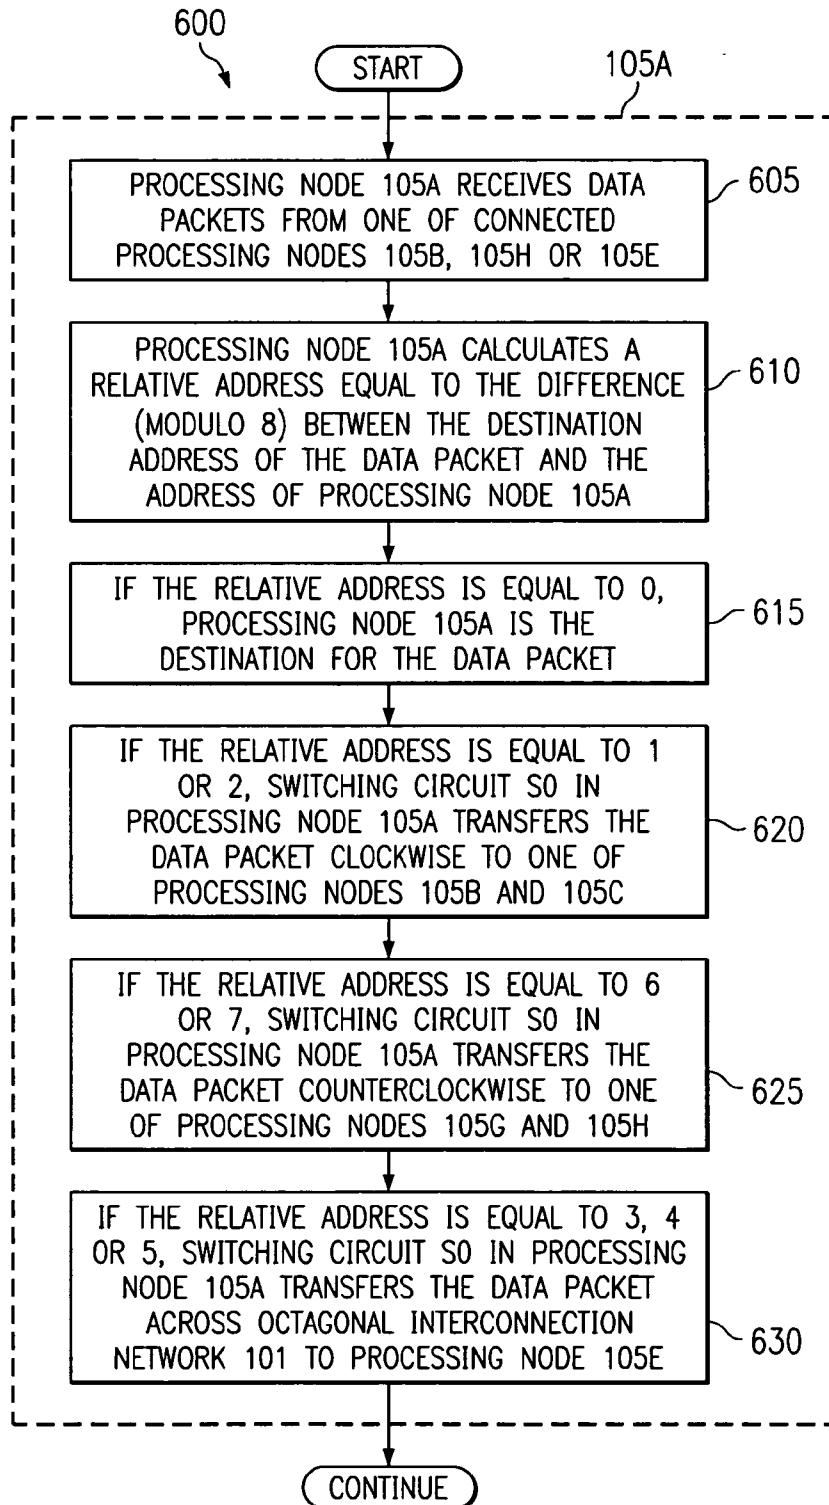 600
START
105A
PROCESSING NODE 105A RECEIVES DATA
PACKETS FROM ONE OF CONNECTED
PROCESSING NODES 105B, 105H OR 105E
605
PROCESSING NODE 105A CALCULATES A
RELATIVE ADDRESS EQUAL TO THE DIFFERENCE
(MODULO 8) BETWEEN THE DESTINATION
ADDRESS OF THE DATA PACKET AND THE
ADDRESS OF PROCESSING NODE 105A
610
IF THE RELATIVE ADDRESS IS EQUAL TO 0,
PROCESSING NODE 105A IS THE
DESTINATION FOR THE DATA PACKET
615
IF THE RELATIVE ADDRESS IS EQUAL TO 1
OR 2, SWITCHING CIRCUIT S0 IN
PROCESSING NODE 105A TRANSFERS THE
DATA PACKET CLOCKWISE TO ONE OF
PROCESSING NODES 105B AND 105C
620
IF THE RELATIVE ADDRESS IS EQUAL TO 6
OR 7, SWITCHING CIRCUIT S0 IN
PROCESSING NODE 105A TRANSFERS THE
DATA PACKET COUNTERCLOCKWISE TO ONE
OF PROCESSING NODES 105G AND 105H
625
IF THE RELATIVE ADDRESS IS EQUAL TO 3, 4
OR 5, SWITCHING CIRCUIT S0 IN PROCESSING
NODE 105A TRANSFERS THE DATA PACKET
ACROSS OCTAGONAL INTERCONNECTION
NETWORK 101 TO PROCESSING NODE 105E
630
CONTINUE